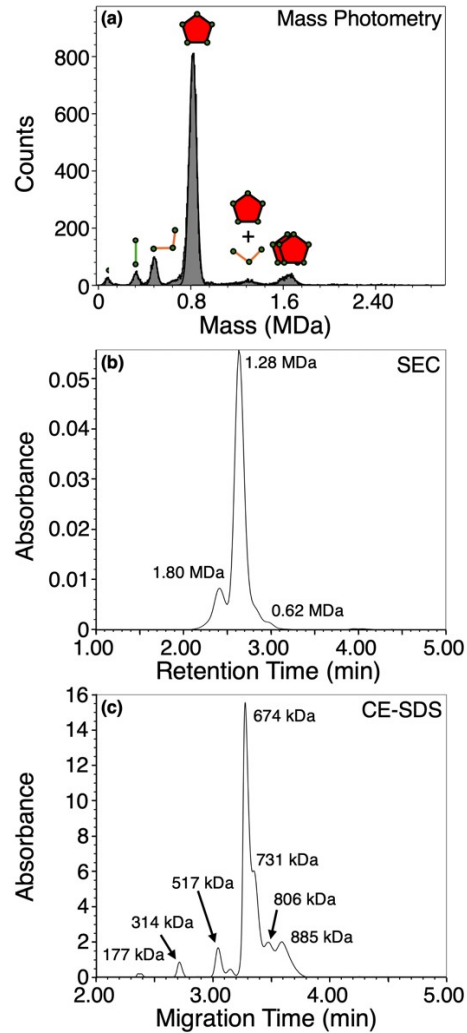 (a) Mass Photometry
800
600
400
200
0
Counts
+
0 0.8 1.6 2.40
Mass (MDa)
(b) SEC
1.28 MDa
0.05
0.04
0.03
0.02
0.01
0
Absorbance
1.80 MDa
0.62 MDa
1.00 2.00 3.00 4.00 5.00
Retention Time (min)
(c) CE-SDS
16
14
12
10
8
6
4
2
0
Absorbance
674 kDa
731 kDa
517 kDa
806 kDa
314 kDa
885 kDa
177 kDa
2.00 3.00 4.00 5.00
Migration Time (min)